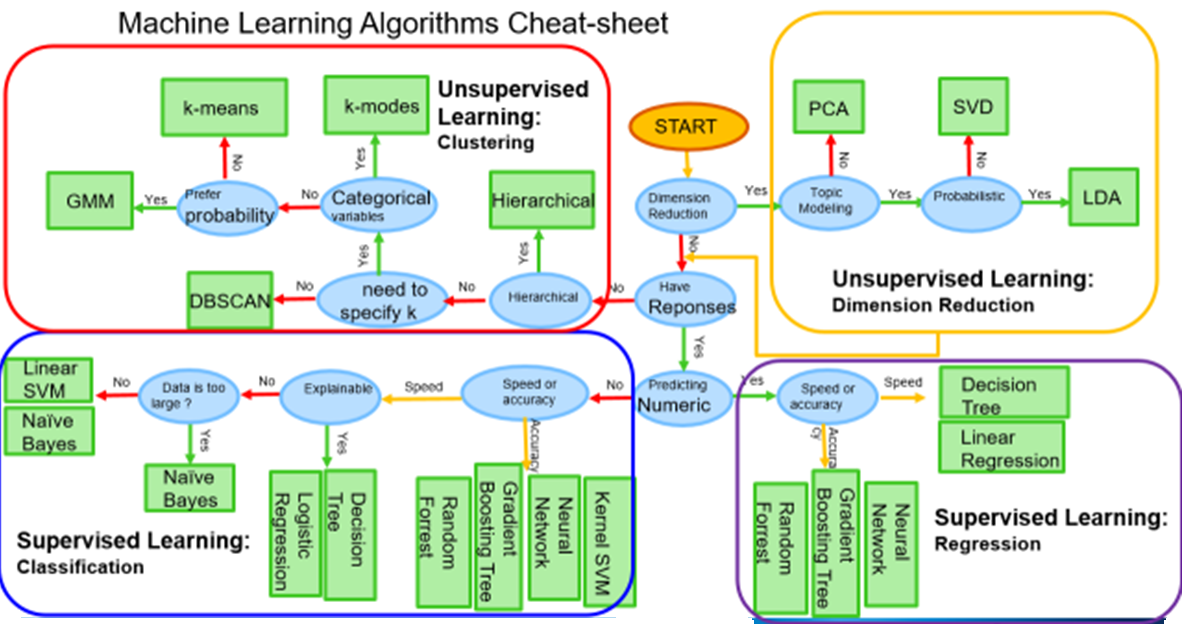 Machine Learning Algorithms Cheat-sheet
k-means
k-modes
Unsupervised
Learning:
Clustering
No
Yes
GMM
Yes
Prefer
probability
No
Categorical
variables
Hierarchical
Yes
Yes
DBSCAN
No
need to
specify k
No
Hierarchical
No
START
Dimension
Reduction
Yes
No
Have
Reponses
Yes
PCA
SVD
No
No
Topic
Modeling
Yes
Probabilistic
Yes
LDA
Unsupervised Learning:
Dimension Reduction
Linear
SVM
Naïve
Bayes
No
Data is too
large ?
No
Explainable
Speed
Speed or
accuracy
No
Predicting
Numeric
Yes
Speed or
accuracy
Speed
Decision
Tree
Linear
Regression
Yes
Naïve
Bayes
Yes
Logistic
Regression
Decision
Tree
Accuracy
Random
Forrest
Gradient
Boosting Tree
Neural
Network
Kernel SVM
Supervised Learning:
Classification
Accura
cy
Random
Forrest
Gradient
Boosting Tree
Neural
Network
Supervised Learning:
Regression